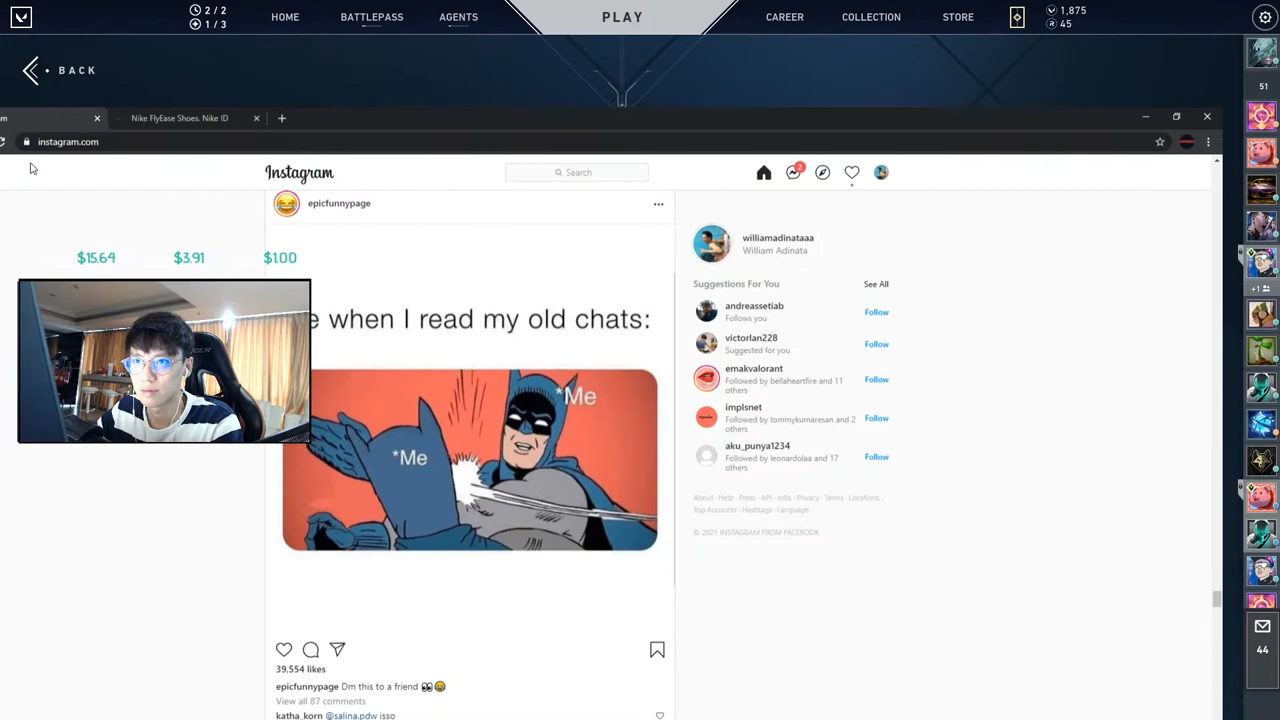 2 / 2
1 / 3
HOME
BATTLEPASS
AGENTS
PLAY
CAREER
COLLECTION
STORE
1,875
45
BACK
51
Nike FlyEase Shoes. Nike ID
instagram.com
Instagram
Search
2
epicfunnypage
$15.64 $3.91 $1.00
when I read my old chats:
*Me
*Me
39,554 likes
epicfunnypage Dm this to a friend 👀😂
View all 87 comments
katha_korn @salina.pdw isso
williamadinataaa
William Adinata
Suggestions For You See All
andreassetiab
Follows you
Follow
victorlan228
Suggested for you
Follow
emakvalorant
Followed by bellaheartfire and 11
others
Follow
implsnet
Followed by tommykumaresan and 2
others
Follow
aku_punya1234
Followed by leonardolaa and 17
others
Follow
About · Help · Press · API · Jobs · Privacy · Terms · Locations ·
Top Accounts · Hashtags · Language
© 2021 INSTAGRAM FROM FACEBOOK
+1
44